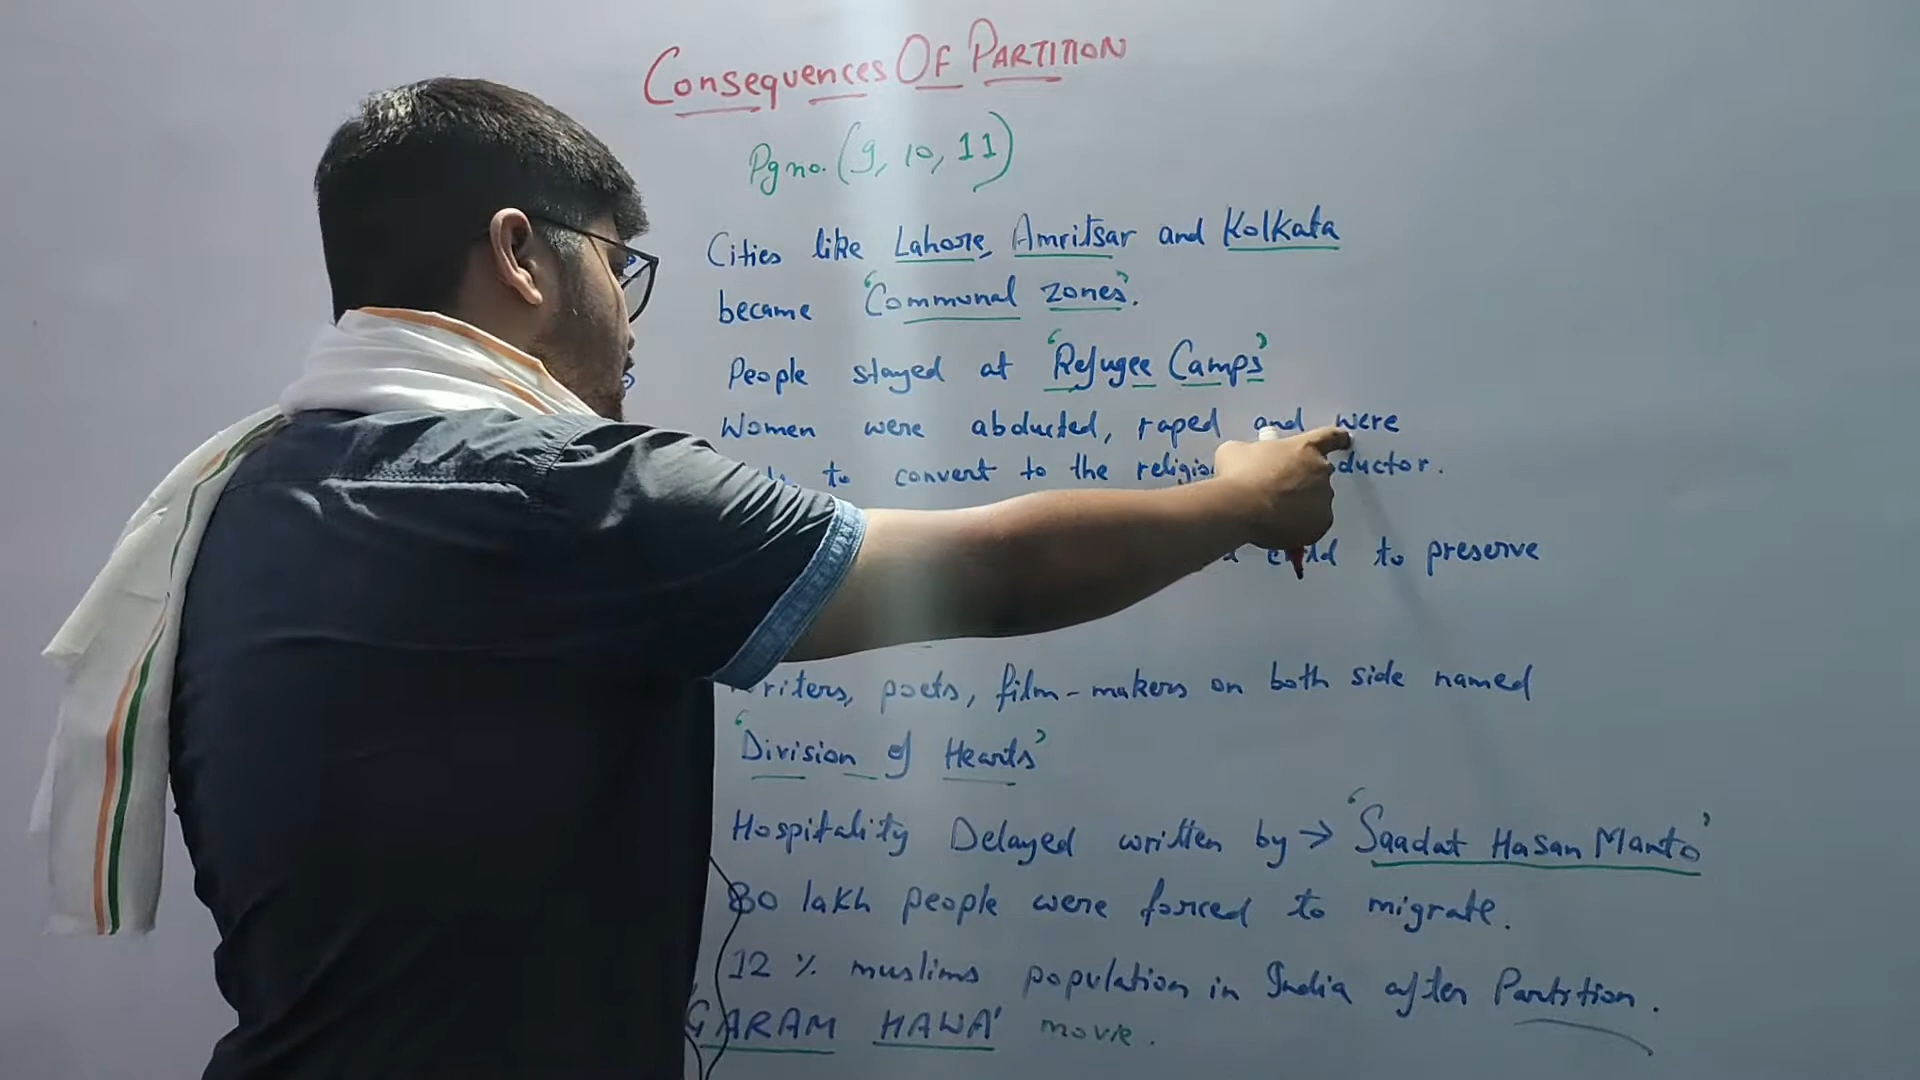 Consequences Of PARTITION
Pg no. (9, 10, 11)
Cities like Lahore, Amritsar and Kolkata
became 'Communal zones'.
People stayed at 'Refugee Camps'
Women were abducted, raped and were
to convert to the religio ductor.
child to preserve
riters, poets, film-makers on both side named
'Division of Hearts'
Hospitality Delayed written by → 'Saadat Hasan Manto'
80 lakh people were forced to migrate.
12 % muslims population in India after Partition.
'GARAM HAWA' movie.